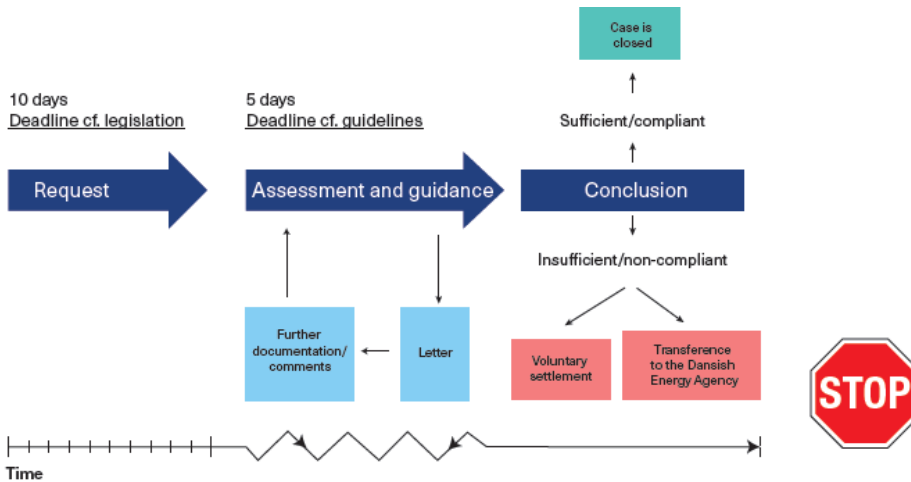 Case is
closed
10 days
Deadline cf. legislation
5 days
Deadline cf. guidelines
Sufficient/compliant
Request
Assessment and guidance
Conclusion
Insufficient/non-compliant
Further
documentation/
comments
Letter
Voluntary
settlement
Transference
to the Dansish
Energy Agency
STOP
Time